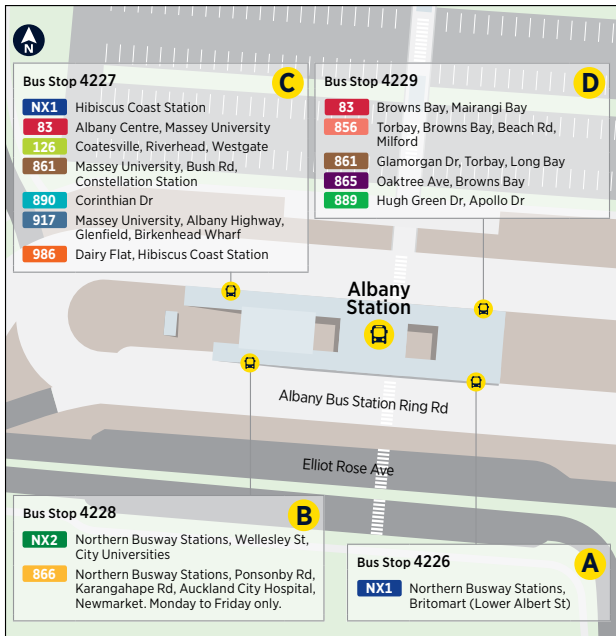 N
Bus Stop 4227
C
NX1 Hibiscus Coast Station
83 Albany Centre, Massey University
126 Coatesville, Riverhead, Westgate
861 Massey University, Bush Rd,
Constellation Station
890 Corinthian Dr
917 Massey University, Albany Highway,
Glenfield, Birkenhead Wharf
986 Dairy Flat, Hibiscus Coast Station
Bus Stop 4229
D
83 Browns Bay, Mairangi Bay
856 Torbay, Browns Bay, Beach Rd,
Milford
861 Glamorgan Dr, Torbay, Long Bay
865 Oaktree Ave, Browns Bay
889 Hugh Green Dr, Apollo Dr
Albany
Station
Albany Bus Station Ring Rd
Elliot Rose Ave
Bus Stop 4228
B
NX2 Northern Busway Stations, Wellesley St,
City Universities
866 Northern Busway Stations, Ponsonby Rd,
Karangahape Rd, Auckland City Hospital,
Newmarket. Monday to Friday only.
Bus Stop 4226
A
NX1 Northern Busway Stations,
Britomart (Lower Albert St)